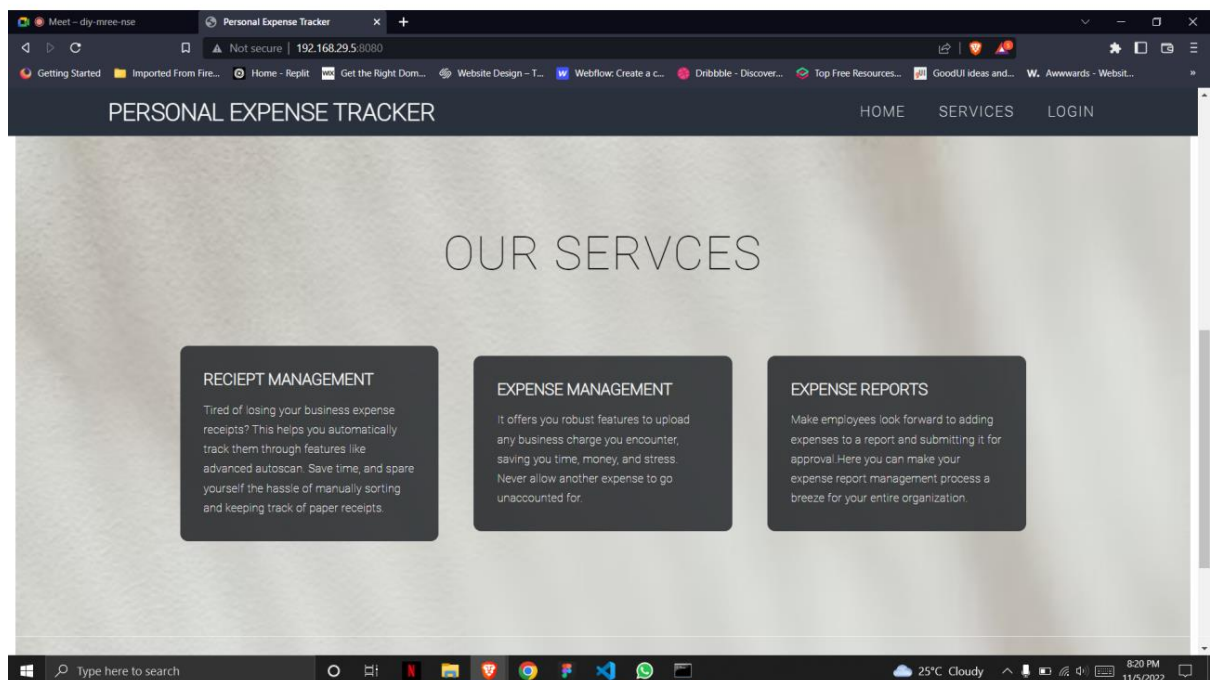 Meet – diy-mree-nse
Personal Expense Tracker
Not secure | 192.168.29.5:8080
Getting Started Imported From Fire... Home - Replit Get the Right Dom... Website Design – T... Webflow: Create a c... Dribbble - Discover... Top Free Resources... GoodUI ideas and... W. Awwwards - Websit... »
PERSONAL EXPENSE TRACKER HOME SERVICES LOGIN
OUR SERVCES
RECIEPT MANAGEMENT
Tired of losing your business expense
receipts? This helps you automatically
track them through features like
advanced autoscan. Save time, and spare
yourself the hassle of manually sorting
and keeping track of paper receipts.
EXPENSE MANAGEMENT
It offers you robust features to upload
any business charge you encounter,
saving you time, money, and stress.
Never allow another expense to go
unaccounted for.
EXPENSE REPORTS
Make employees look forward to adding
expenses to a report and submitting it for
approval.Here you can make your
expense report management process a
breeze for your entire organization.
Type here to search
25°C Cloudy
8:20 PM
11/5/2022